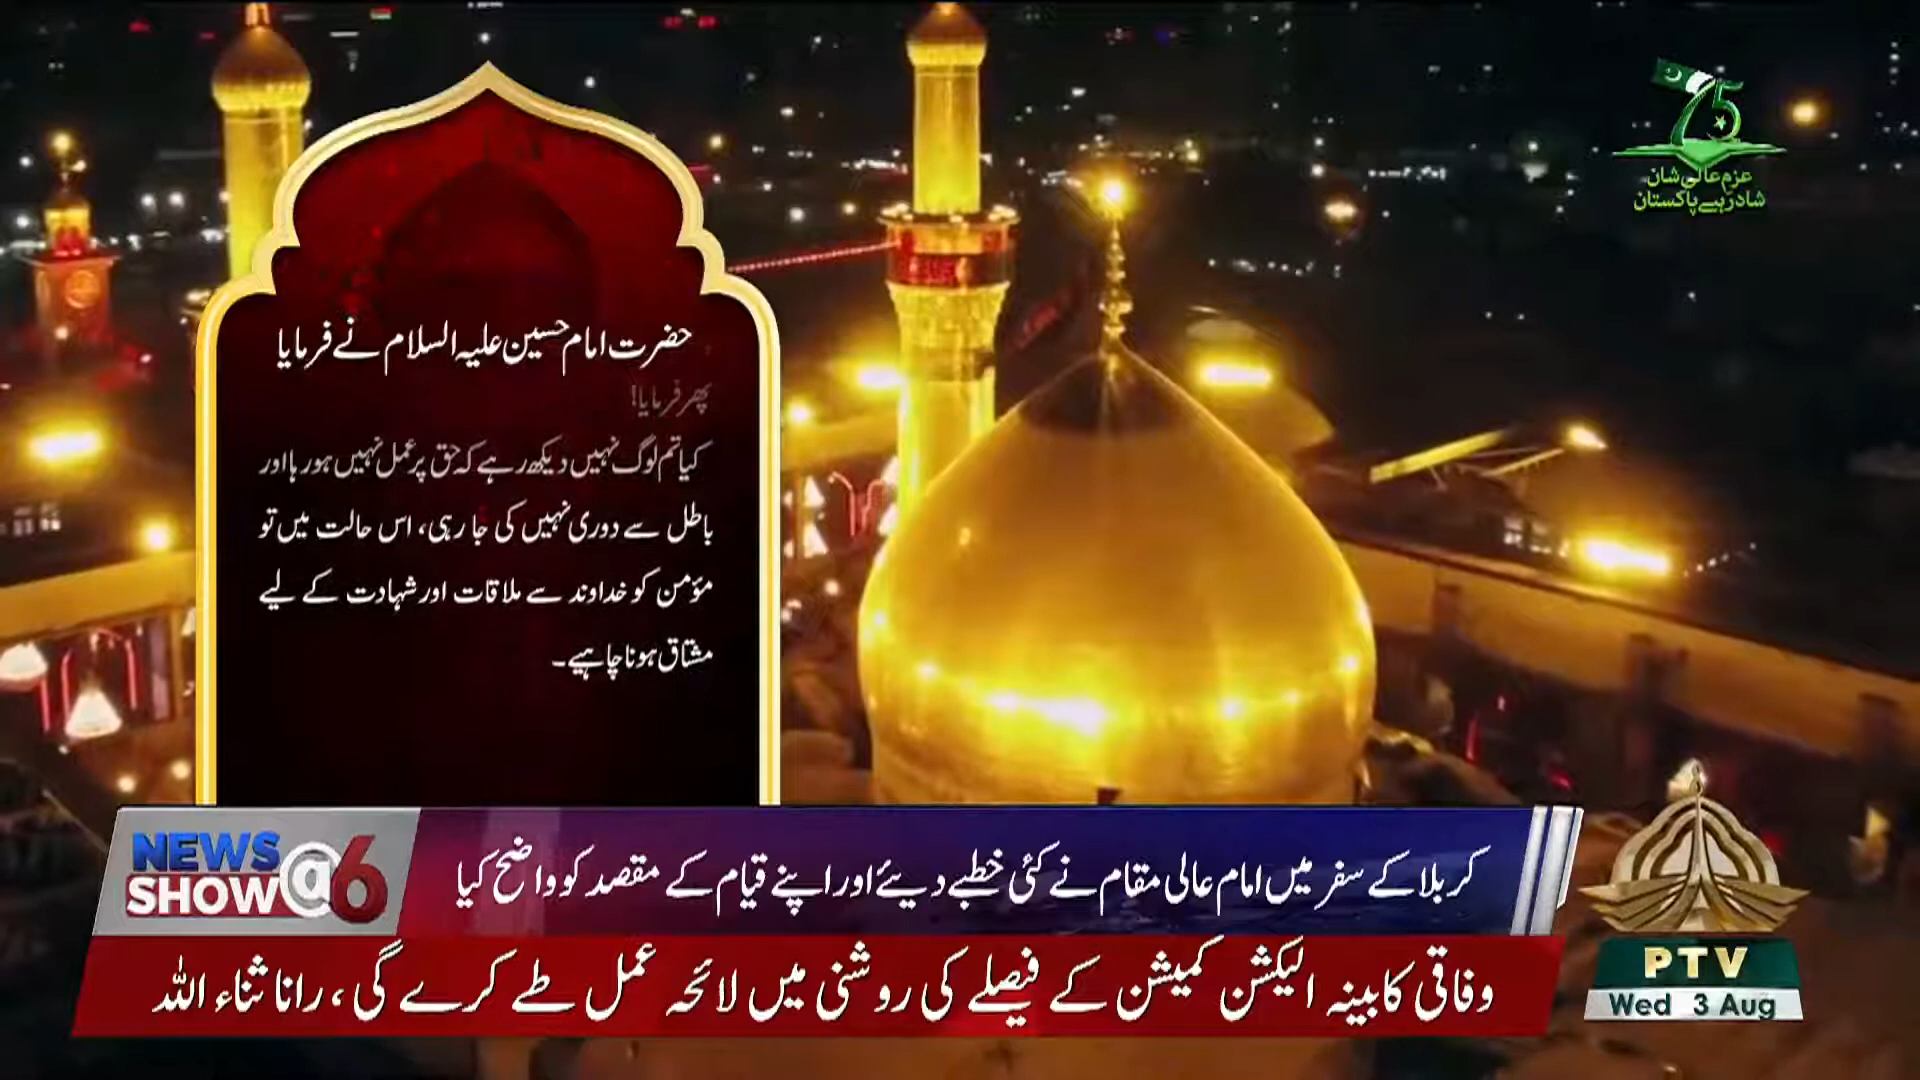 عزم عالی شان
شاد رہے پاکستان
75
حضرت امام حسین علیہ السلام نے فرمایا
پھر فرمایا!
کیا تم لوگ نہیں دیکھ رہے کہ حق پر عمل نہیں ہو رہا اور
باطل سے دوری نہیں کی جا رہی، اس حالت میں تو
مؤمن کو خداوند سے ملاقات اور شہادت کے لیے
مشتاق ہونا چاہیے۔
NEWS
SHOW @6
کربلا کے سفر میں امام عالی مقام نے کئی خطبے دیئے اور اپنے قیام کے مقصد کو واضح کیا
وفاقی کابینہ الیکشن کمیشن کے فیصلے کی روشنی میں لائحہ عمل طے کرے گی، رانا ثناء اللہ
PTV
Wed 3 Aug